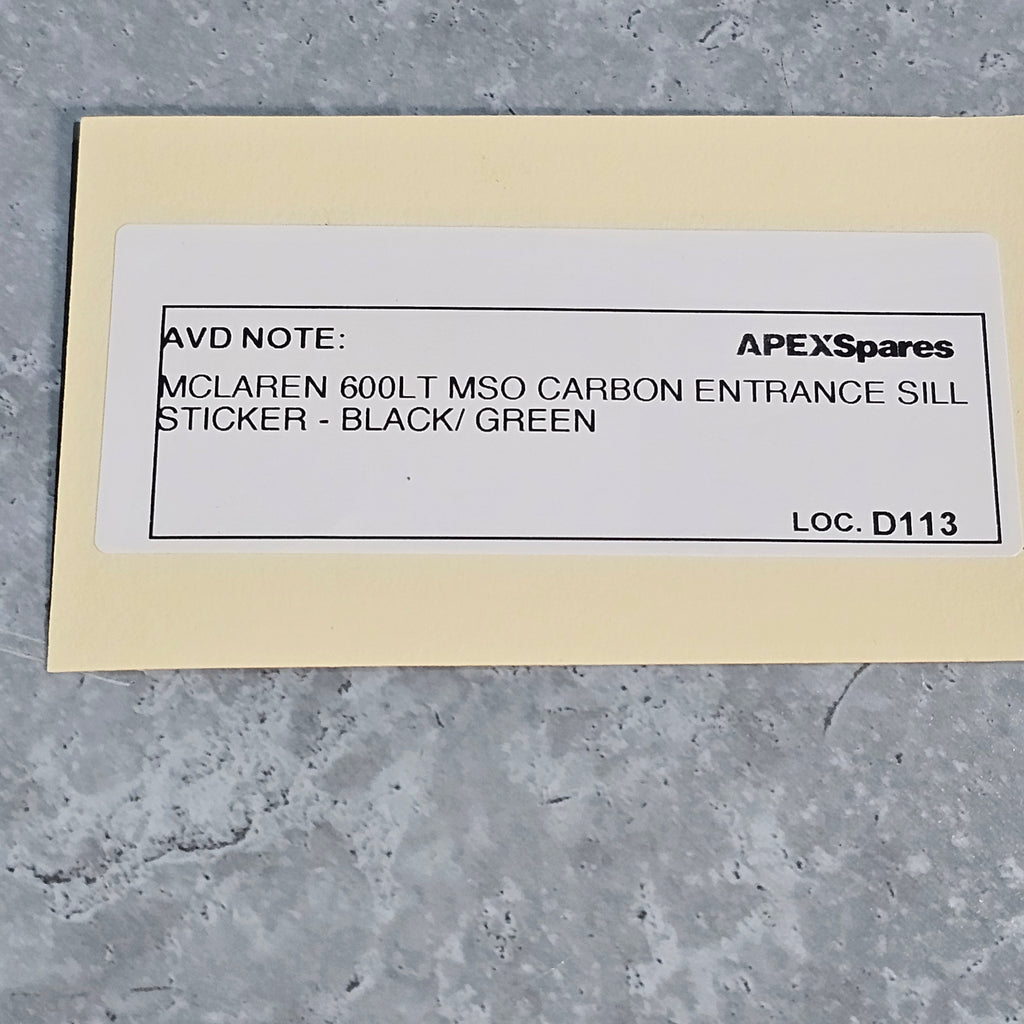 AVD NOTE:
APEXSpares
MCLAREN 600LT MSO CARBON ENTRANCE SILL
STICKER - BLACK/ GREEN
LOC. D113